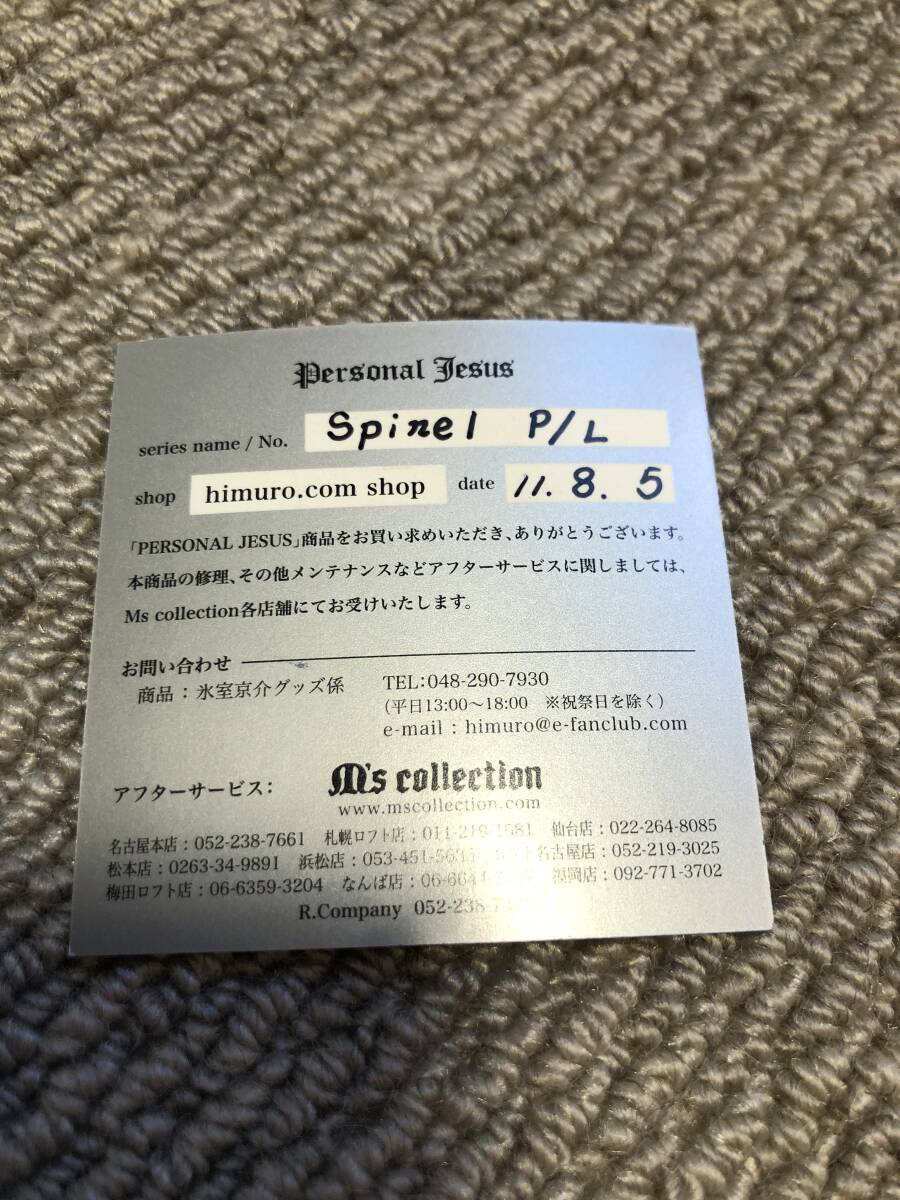 Personal Jesus
series name / No. Spinel P/L
shop himuro.com shop date 11. 8. 5
「PERSONAL JESUS」商品をお買い求めいただき、ありがとうございます。
本商品の修理、その他メンテナンスなどアフターサービスに関しましては、
Ms collection各店舗にてお受けいたします。
お問い合わせ
商品：氷室京介グッズ係 TEL：048-290-7930
（平日13:00〜18:00 ※祝祭日を除く）
e-mail : himuro@e-fanclub.com
アフターサービス： M's collection
www.mscollection.com
名古屋本店：052-238-7661 札幌ロフト店： 仙台店：022-264-8085
松本店：0263-34-9891 浜松店： 名古屋店：052-219-3025
梅田ロフト店：06-6359-3204 なんば店： 福岡店：092-771-3702
R.Company